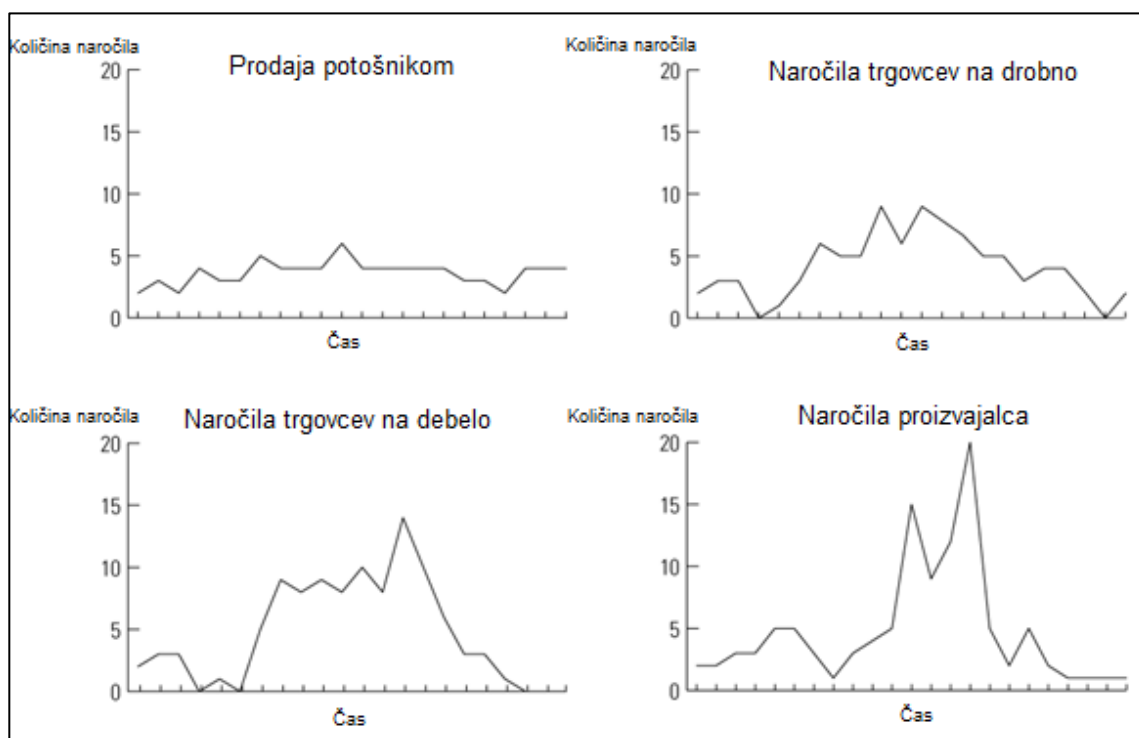 Količina naročila
Prodaja potošnikom
20
15
10
5
0
Čas
Količina naročila
Naročila trgovcev na drobno
20
15
10
5
0
Čas
Količina naročila
Naročila trgovcev na debelo
20
15
10
5
0
Čas
Količina naročila
Naročila proizvajalca
20
15
10
5
0
Čas